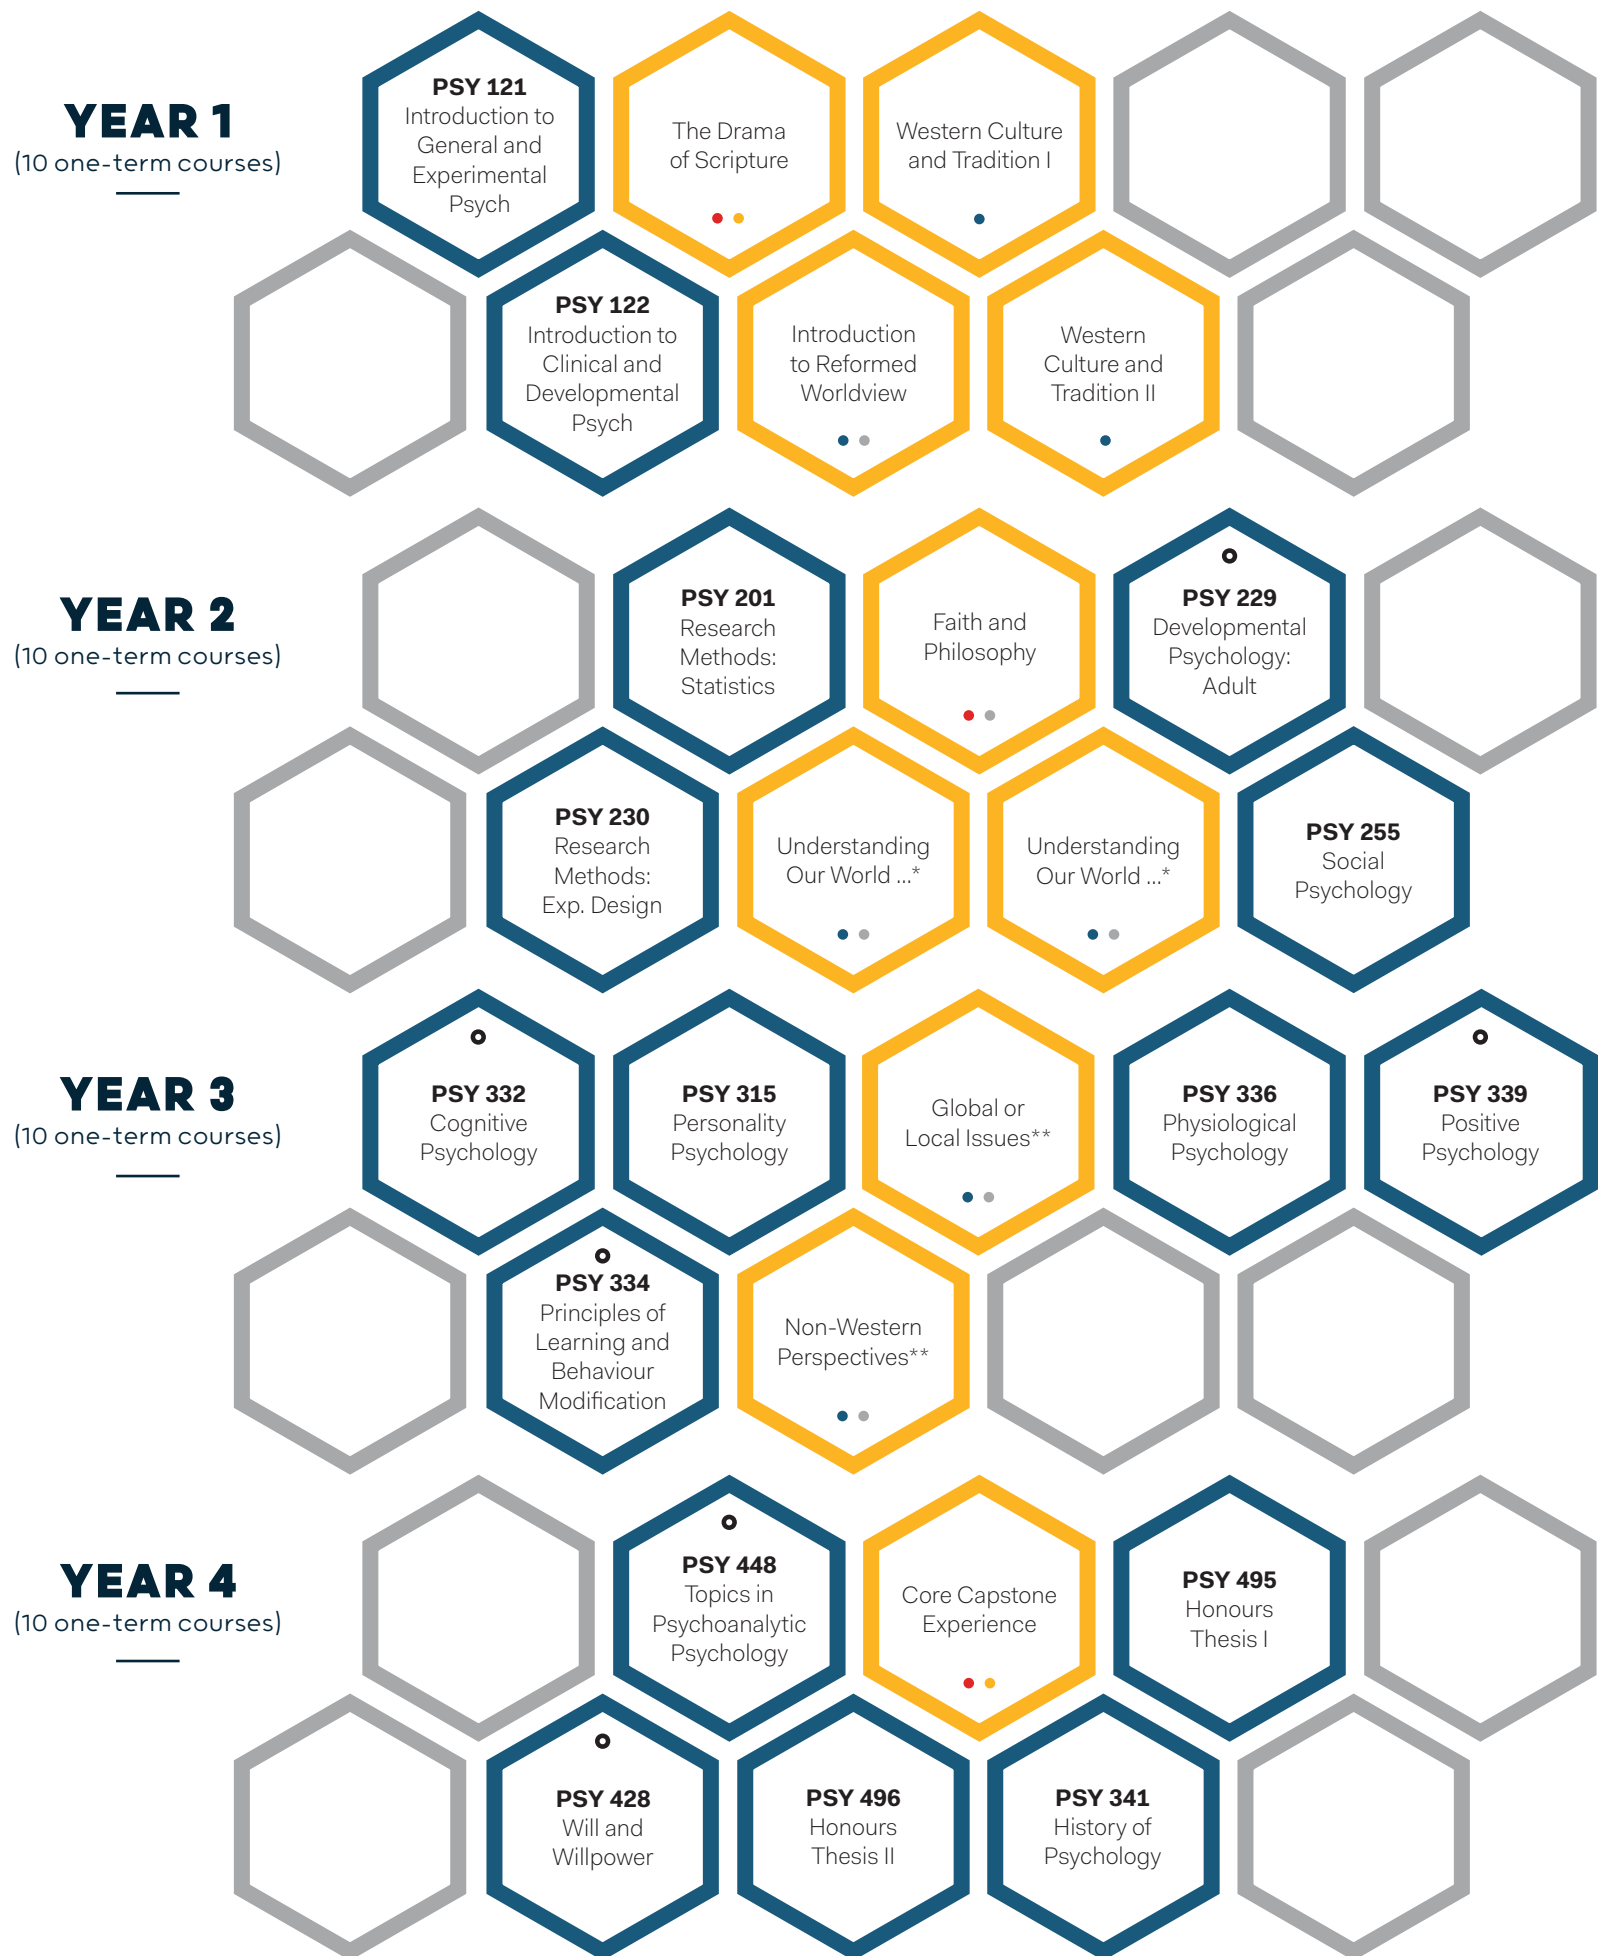 YEAR 1
(10 one-term courses)
PSY 121
Introduction to
General and
Experimental
Psych
The Drama
of Scripture
Western Culture
and Tradition I
PSY 122
Introduction to
Clinical and
Developmental
Psych
Introduction
to Reformed
Worldview
Western
Culture and
Tradition II
YEAR 2
(10 one-term courses)
PSY 201
Research
Methods:
Statistics
Faith and
Philosophy
PSY 229
Developmental
Psychology:
Adult
PSY 230
Research
Methods:
Exp. Design
Understanding
Our World ...*
Understanding
Our World ...*
PSY 255
Social
Psychology
YEAR 3
(10 one-term courses)
PSY 332
Cognitive
Psychology
PSY 315
Personality
Psychology
Global or
Local Issues**
PSY 336
Physiological
Psychology
PSY 339
Positive
Psychology
PSY 334
Principles of
Learning and
Behaviour
Modification
Non-Western
Perspectives**
YEAR 4
(10 one-term courses)
PSY 448
Topics in
Psychoanalytic
Psychology
Core Capstone
Experience
PSY 495
Honours
Thesis I
PSY 428
Will and
Willpower
PSY 496
Honours
Thesis II
PSY 341
History of
Psychology